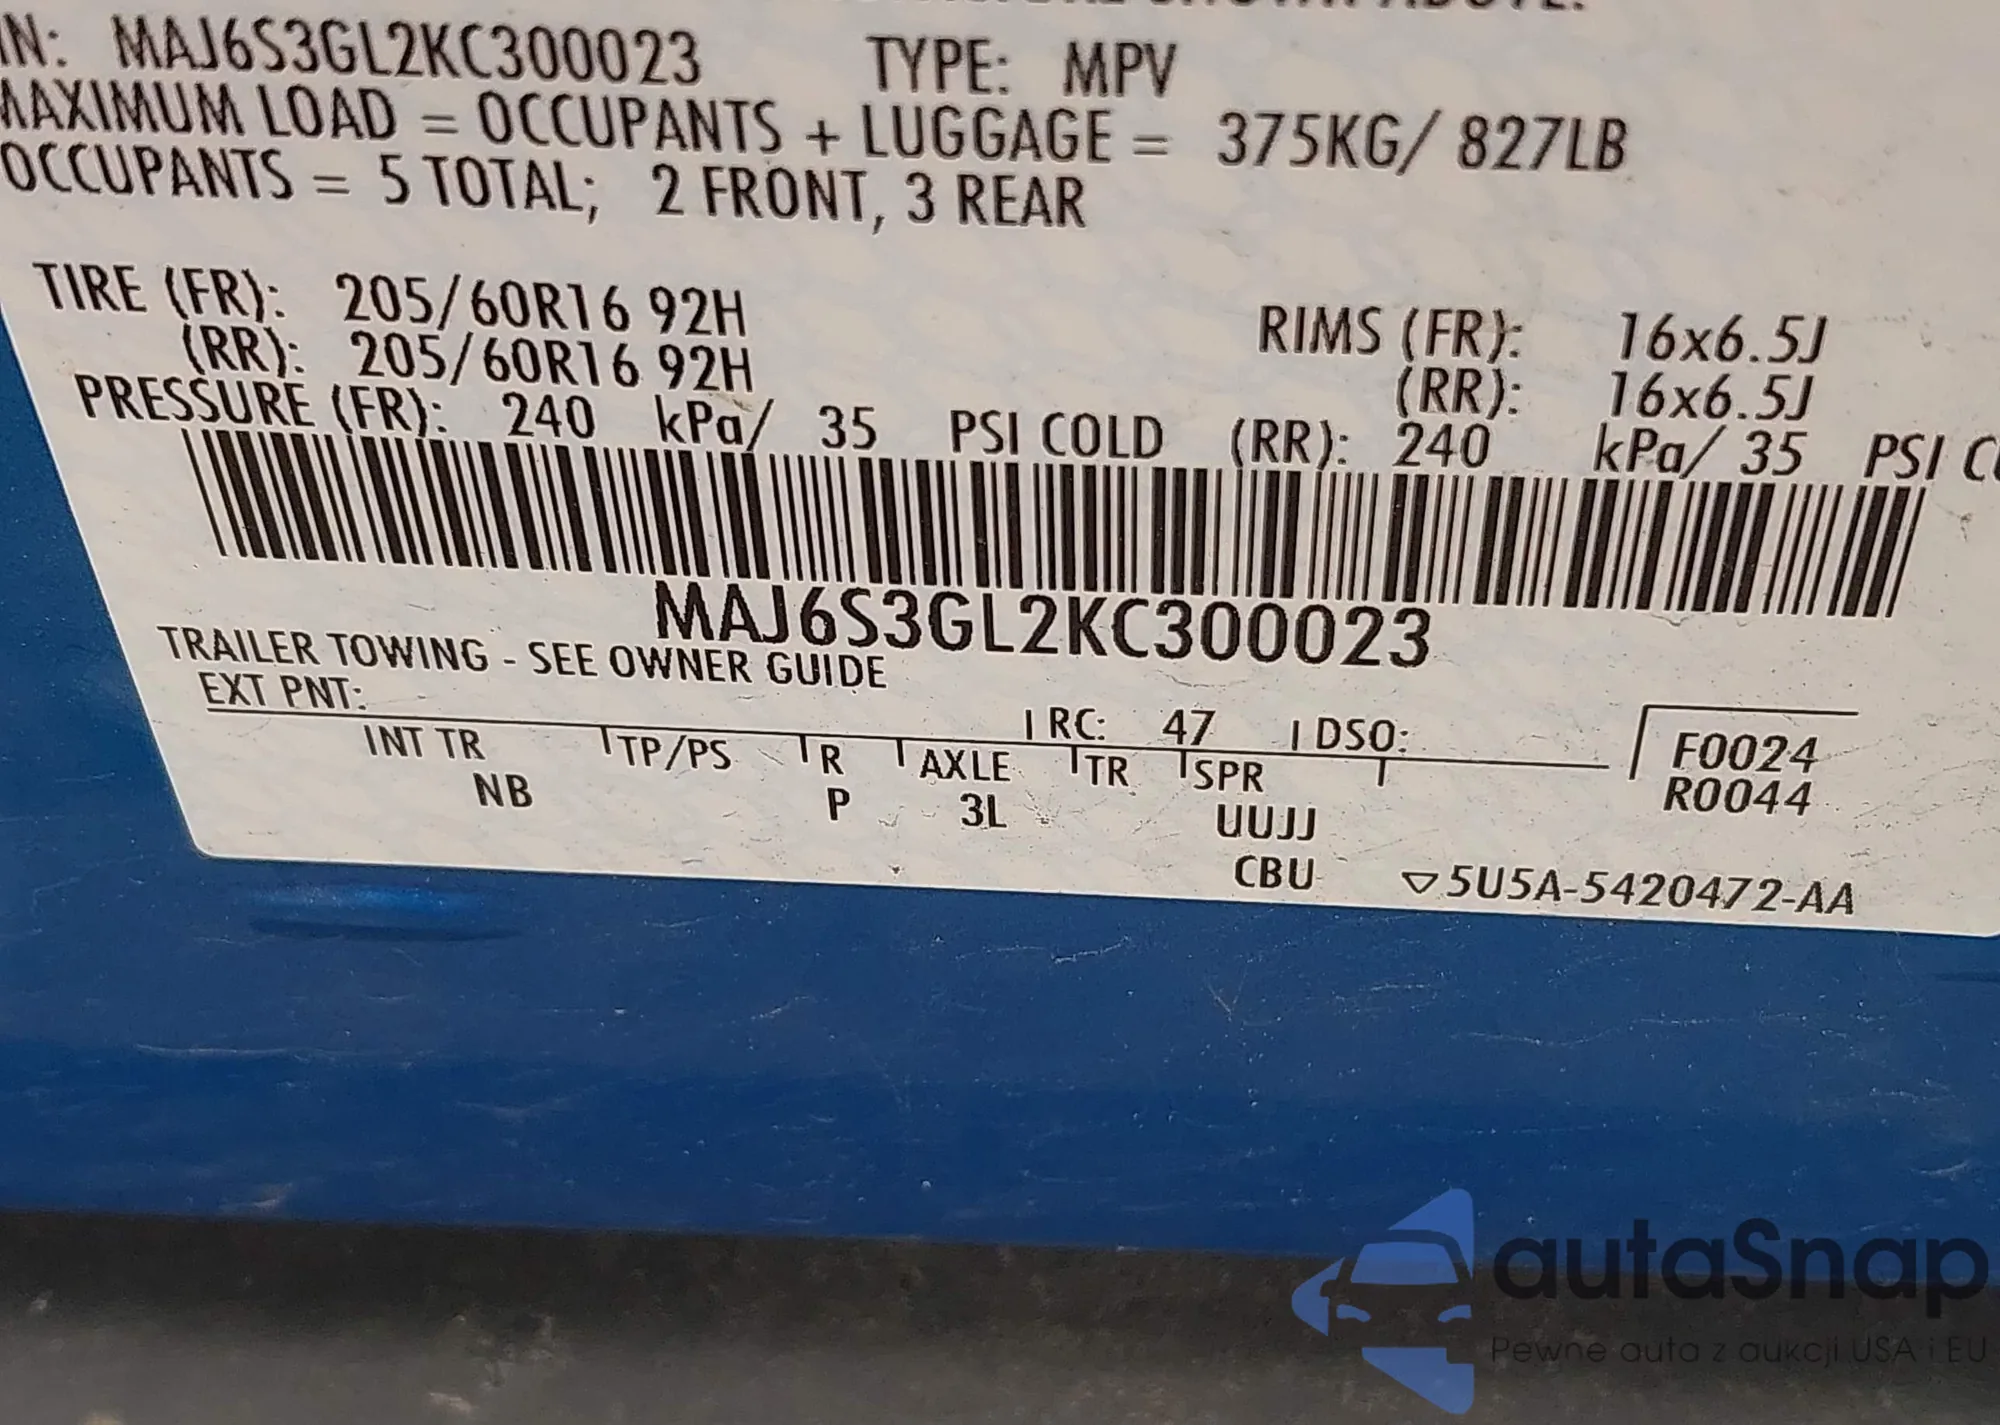 IN: MAJ6S3GL2KC300023 TYPE: MPV
MAXIMUM LOAD = OCCUPANTS + LUGGAGE = 375KG/ 827LB
OCCUPANTS = 5 TOTAL; 2 FRONT, 3 REAR
TIRE (FR): 205/60R16 92H RIMS (FR): 16x6.5J
(RR): 205/60R16 92H (RR): 16x6.5J
PRESSURE (FR): 240 kPa/ 35 PSI COLD (RR): 240 kPa/ 35 PSI
MAJ6S3GL2KC300023
TRAILER TOWING - SEE OWNER GUIDE
EXT PNT: RC: 47 DSO: F0024
INT TR TP/PS R AXLE TR SPR R0044
NB P 3L UUJJ
CBU ▽5U5A-5420472-AA
autaSnap
Pewne auta z aukcji USA i EU